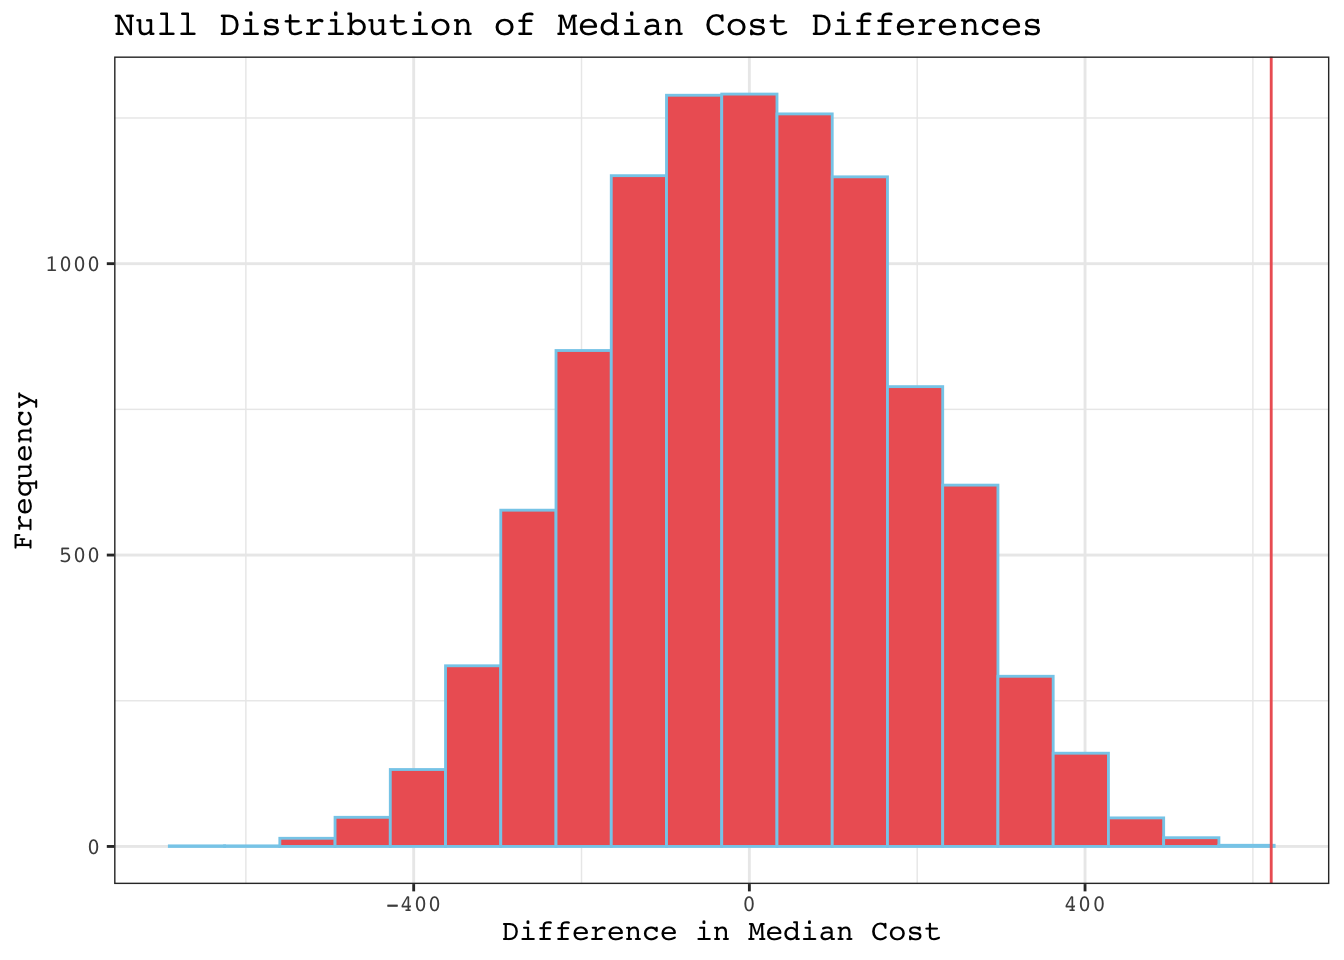 Null Distribution of Median Cost Differences
Frequency
1000
500
0
−400
0
400
Difference in Median Cost